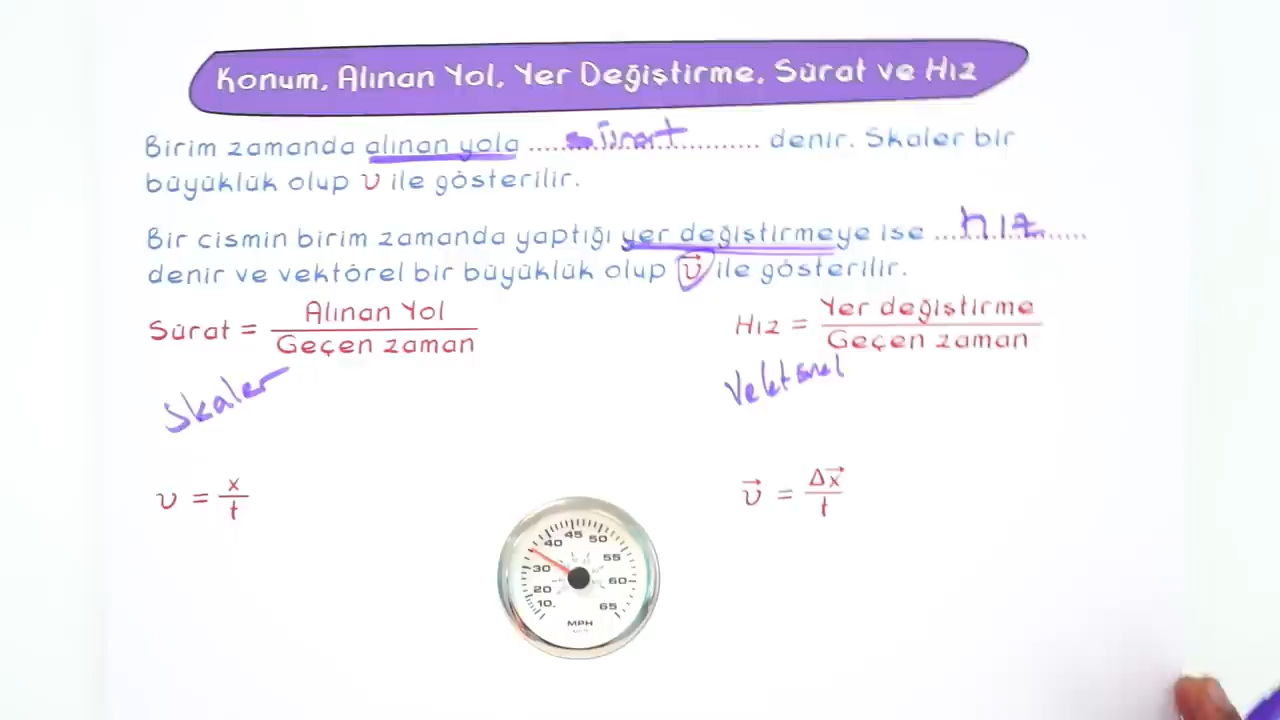 Konum, Alınan Yol, Yer Değiştirme, Sürat ve Hız
Birim zamanda alınan yola ....sürat.... denir. Skaler bir
büyüklük olup υ ile gösterilir.
Bir cismin birim zamanda yaptığı yer değiştirmeye ise ...hız......
denir ve vektörel bir büyüklük olup υ⃗ ile gösterilir.
Sürat = Alınan Yol / Geçen zaman
Hız = Yer değiştirme / Geçen zaman
Skaler
Vektörel
υ = x / t
υ⃗ = Δx⃗ / t
10 20 30 40 45 50 55 60 65
MPH